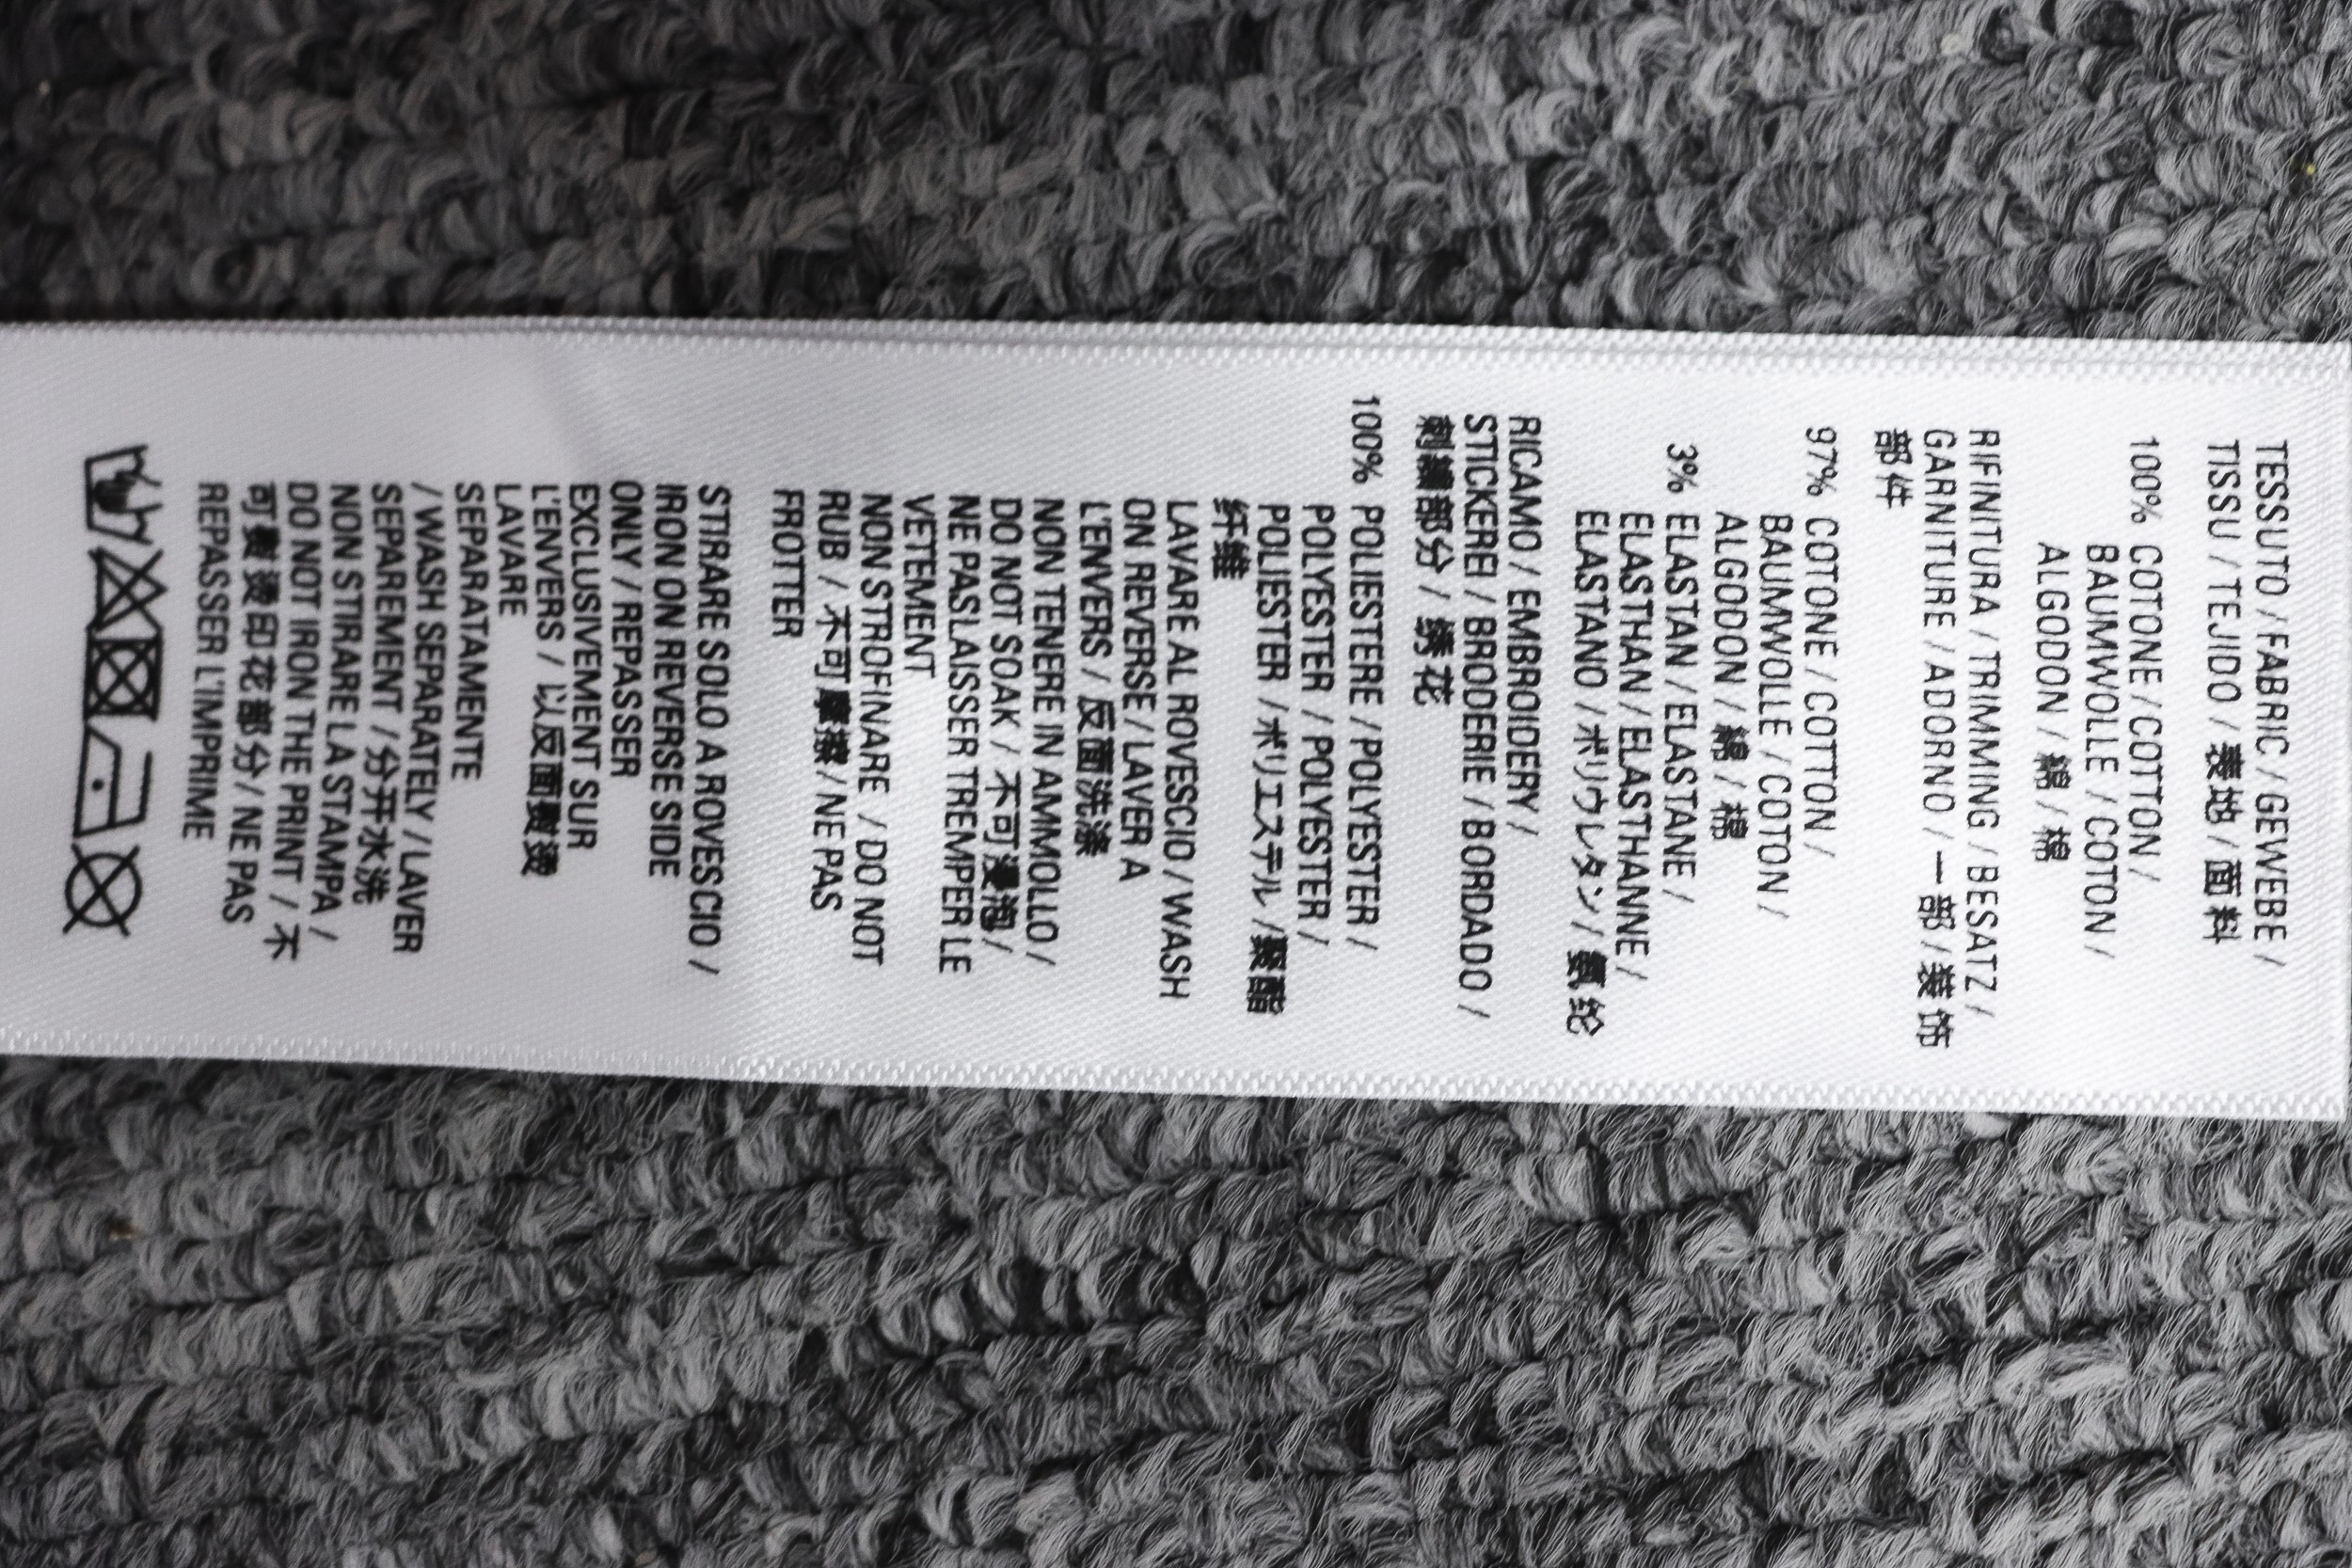 TESSUTO / FABRIC / GEWEBE /
TISSU / TEJIDO / 表地 / 面料
100% COTONE / COTTON /
BAUMWOLLE / COTON /
ALGODON / 綿 / 棉
RIFINITURA / TRIMMING / BESATZ /
GARNITURE / ADORNO / 一部 / 装饰
部件
97% COTONE / COTTON /
BAUMWOLLE / COTON /
ALGODON / 綿 / 棉
3% ELASTAN / ELASTANE /
ELASTHAN / ELASTHANNE /
ELASTANO / ポリウレタン / 氨纶
RICAMO / EMBROIDERY /
STICKEREI / BRODERIE / BORDADO /
刺繍部分 / 绣花
100% POLIESTERE / POLYESTER /
POLYESTER / POLYESTER /
POLIESTER / ポリエステル / 聚酯
纤维
LAVARE AL ROVESCIO / WASH
ON REVERSE / LAVER A
L'ENVERS / 反面洗涤
NON TENERE IN AMMOLLO /
DO NOT SOAK / 不可浸泡 /
NE PAS LAISSER TREMPER LE
VETEMENT
NON STROFINARE / DO NOT
RUB / 不可摩擦 / NE PAS
FROTTER
STIRARE SOLO A ROVESCIO /
IRON ON REVERSE SIDE
ONLY / REPASSER
EXCLUSIVEMENT SUR
L'ENVERS / 以反面熨烫
LAVARE
SEPARATAMENTE
/ WASH SEPARATELY / LAVER
SEPAREMENT / 分开水洗
NON STIRARE LA STAMPA /
DO NOT IRON THE PRINT / 不
可熨烫印花部分 / NE PAS
REPASSER L'IMPRIME